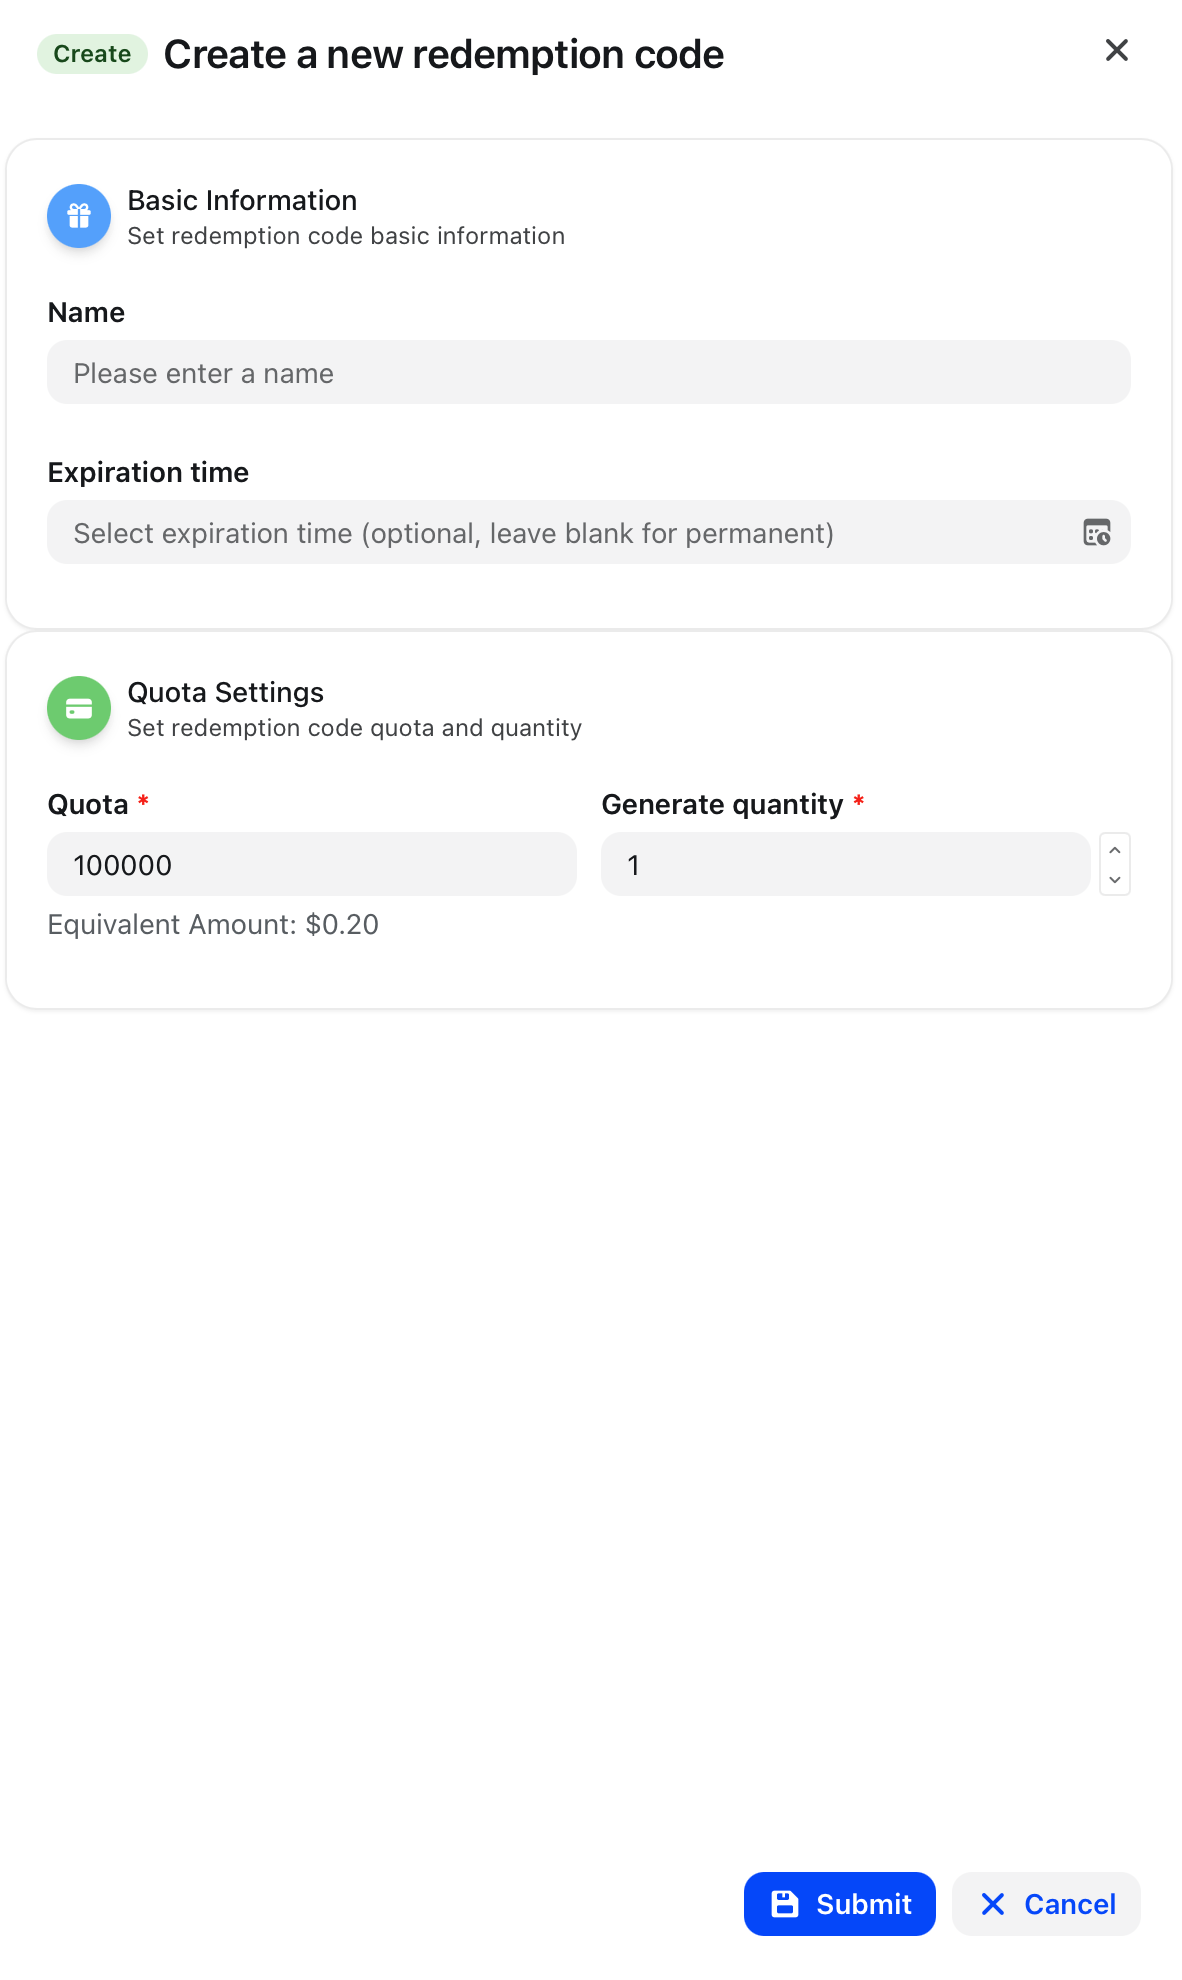 Create
Create a new redemption code
Basic Information
Set redemption code basic information
Name
Please enter a name
Expiration time
Select expiration time (optional, leave blank for permanent)
Quota Settings
Set redemption code quota and quantity
Quota *
Generate quantity *
100000
1
Equivalent Amount: $0.20
Submit
Cancel